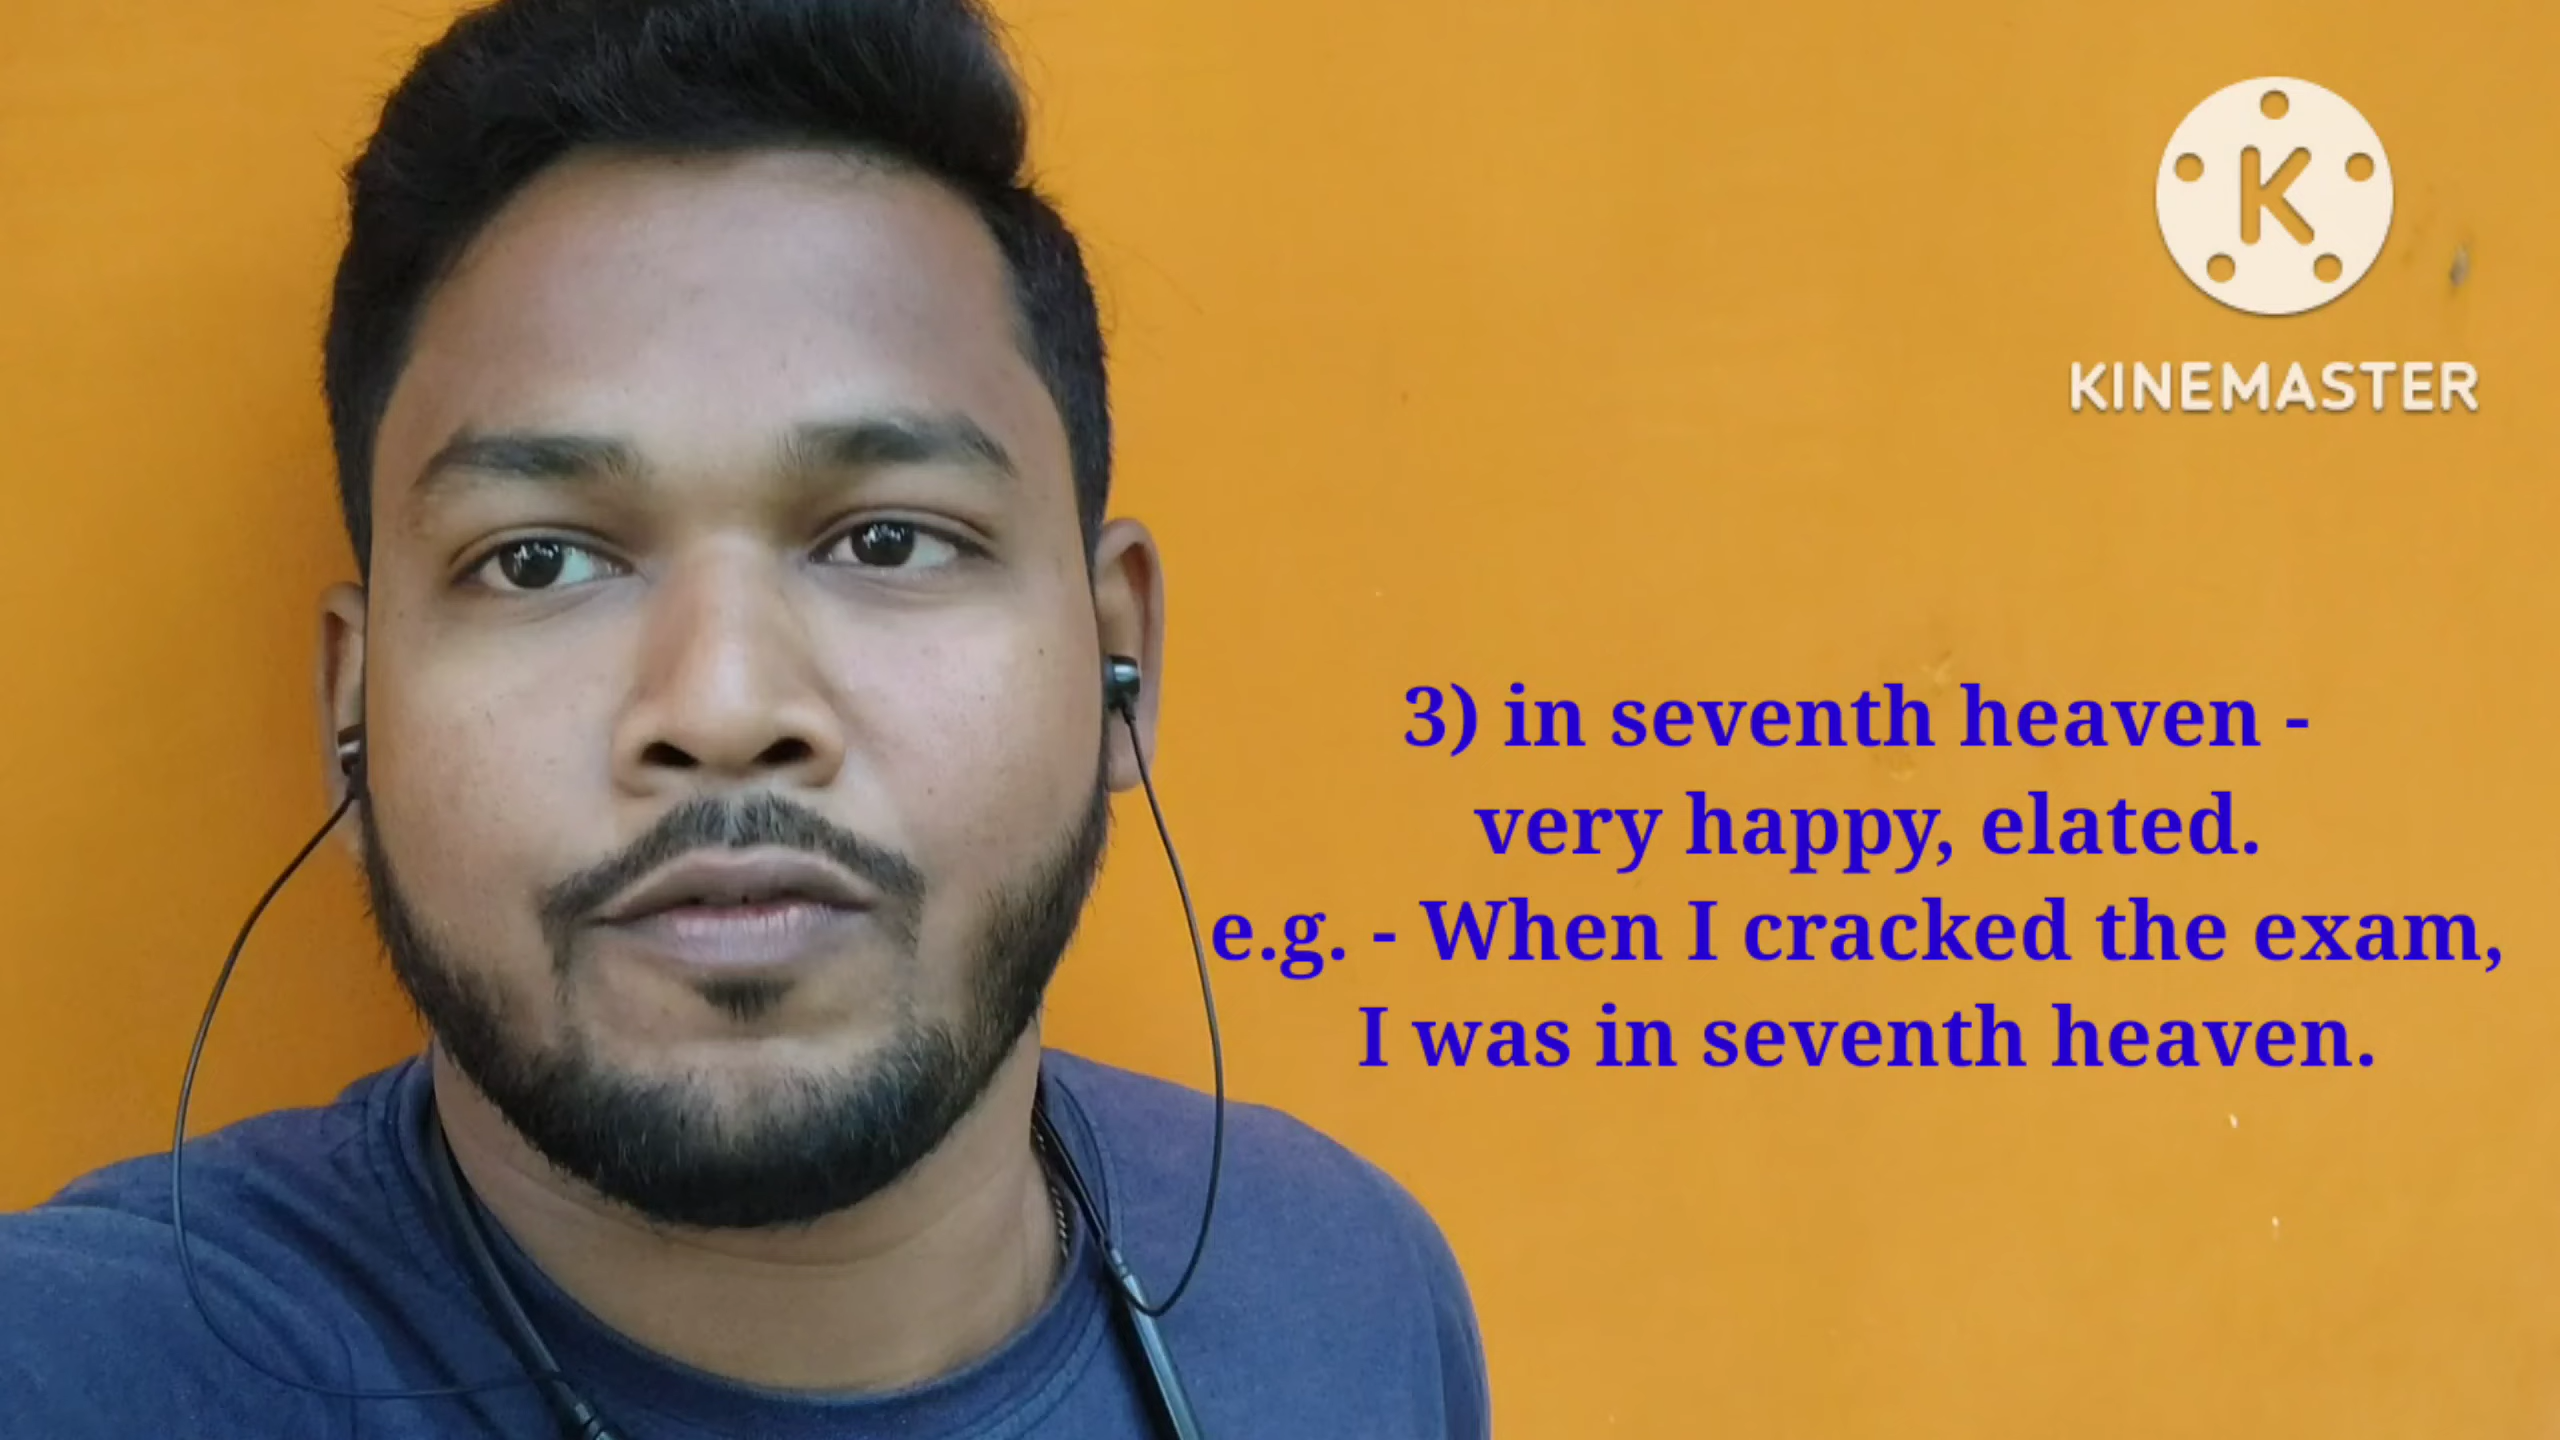 K
KINEMASTER
3) in seventh heaven -
very happy, elated.
e.g. - When I cracked the exam,
I was in seventh heaven.